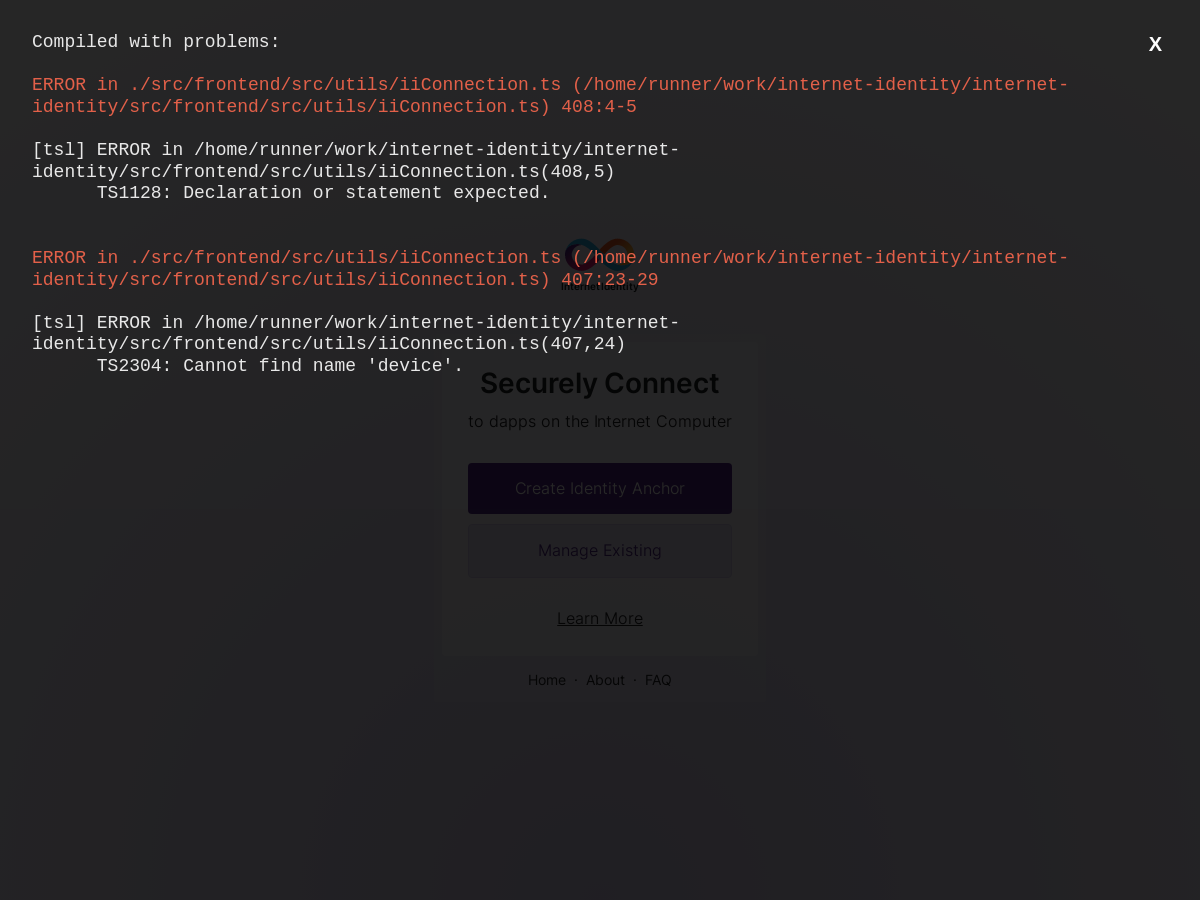 Compiled with problems:
X
ERROR in ./src/frontend/src/utils/iiConnection.ts (/home/runner/work/internet-identity/internet-
identity/src/frontend/src/utils/iiConnection.ts) 408:4-5
[tsl] ERROR in /home/runner/work/internet-identity/internet-
identity/src/frontend/src/utils/iiConnection.ts(408,5)
TS1128: Declaration or statement expected.
ERROR in ./src/frontend/src/utils/iiConnection.ts (/home/runner/work/internet-identity/internet-
identity/src/frontend/src/utils/iiConnection.ts) 407:23-29
Internet Identity
[tsl] ERROR in /home/runner/work/internet-identity/internet-
identity/src/frontend/src/utils/iiConnection.ts(407,24)
TS2304: Cannot find name 'device'.
Securely Connect
to dapps on the Internet Computer
Create Identity Anchor
Manage Existing
Learn More
Home · About · FAQ